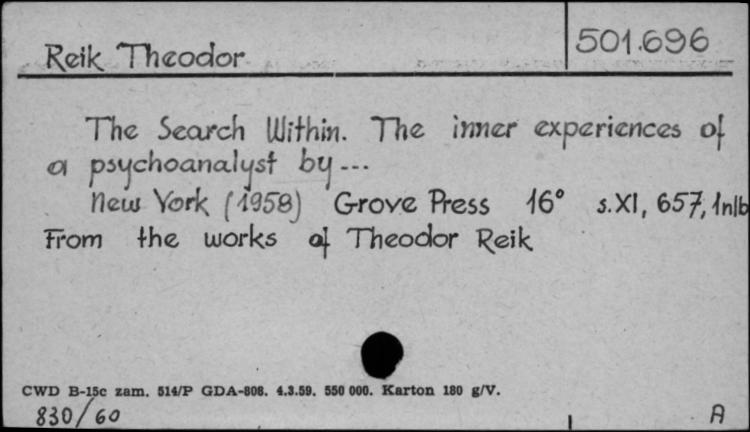 Reik Theodor
501.696
The Search Within. The inner experiences of
a psychoanalyst by ...
New York (1958) Grove Press 16° s. XI, 657, 1nlb
From the works of Theodor Reik
CWD B-15c zam. 514/P GDA-808. 4.3.59. 550 000. Karton 180 g/V.
830/60
A